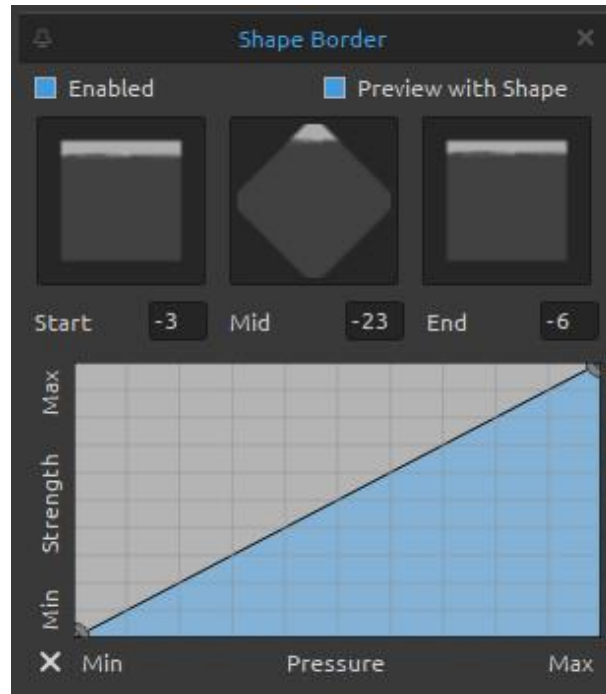 Shape Border
Enabled
Preview with Shape
Start -3 Mid -23 End -6
Max
Strength
Min
Min Pressure Max